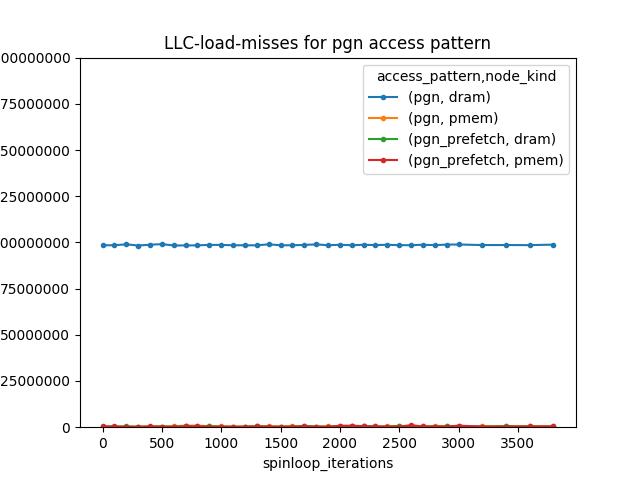 LLC-load-misses for pgn access pattern
00000000
75000000
50000000
25000000
00000000
75000000
50000000
25000000
0
access_pattern,node_kind
(pgn, dram)
(pgn, pmem)
(pgn_prefetch, dram)
(pgn_prefetch, pmem)
0 500 1000 1500 2000 2500 3000 3500
spinloop_iterations